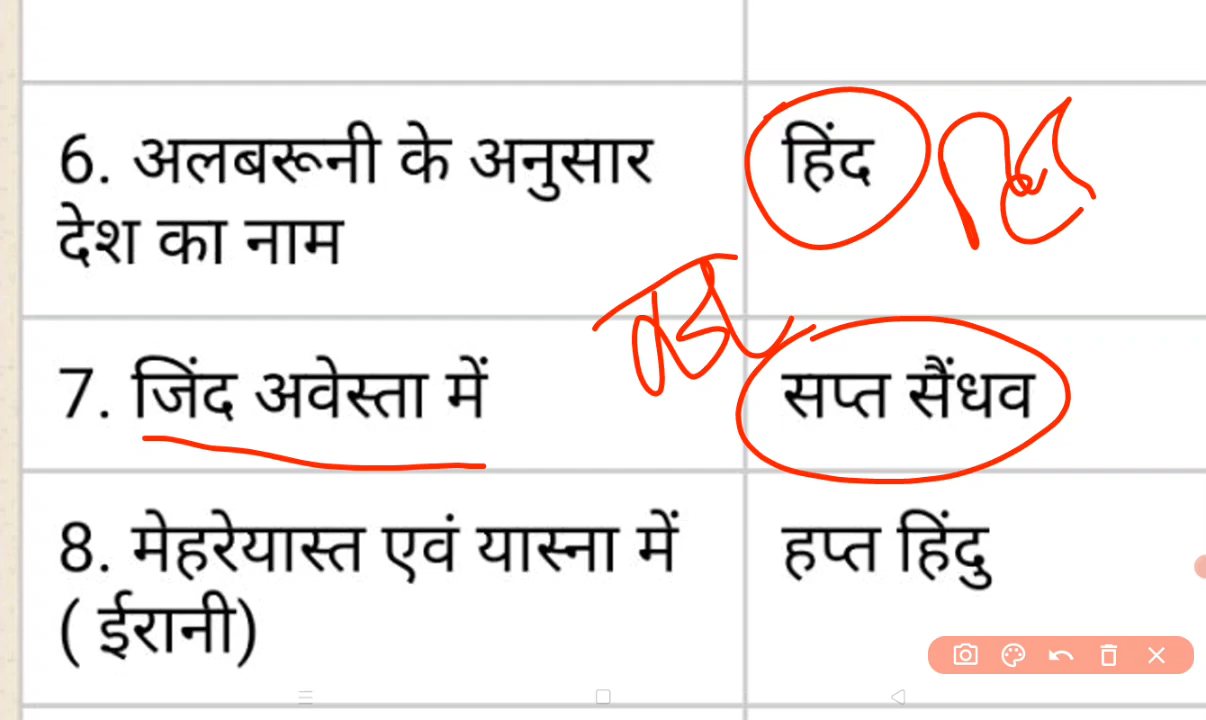 6. अलबरूनी के अनुसार
देश का नाम
हिंद
7. जिंद अवेस्ता में
सप्त सैंधव
8. मेहरेयास्त एवं यास्ना में
( ईरानी)
हप्त हिंदु